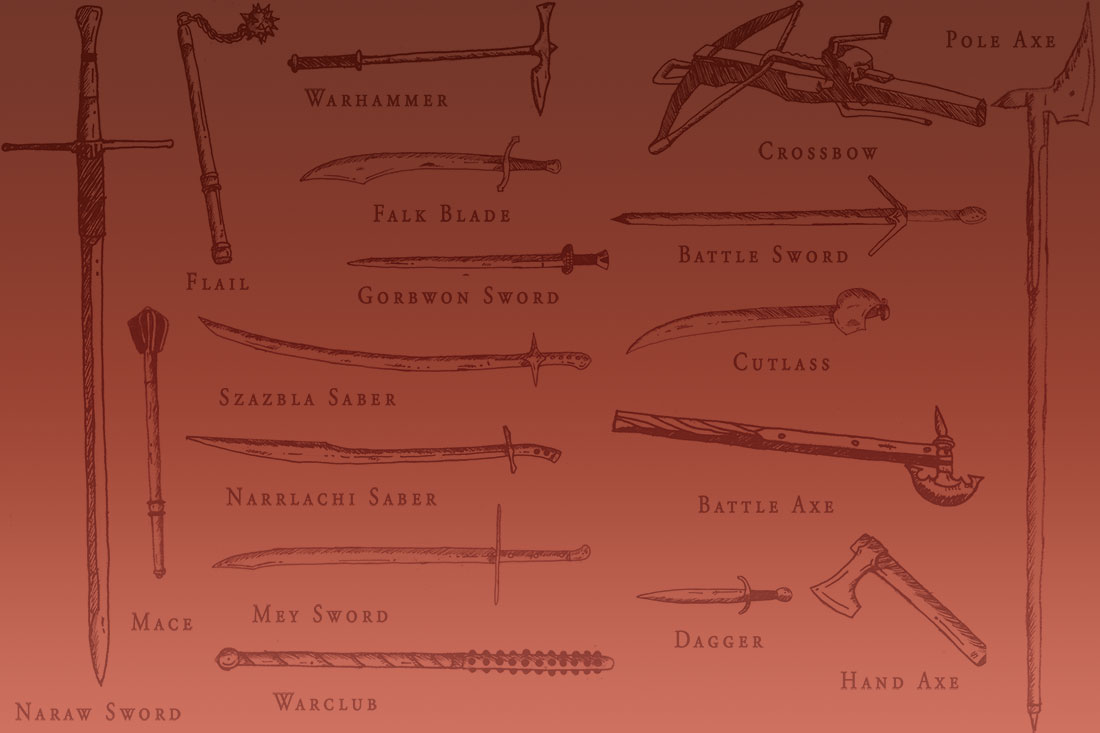 Pole Axe
Warhammer
Crossbow
Falk Blade
Battle Sword
Flail
Gorbwon Sword
Cutlass
Szazbla Saber
Narrlachi Saber
Battle Axe
Mey Sword
Mace
Dagger
Hand Axe
Warclub
Naraw Sword